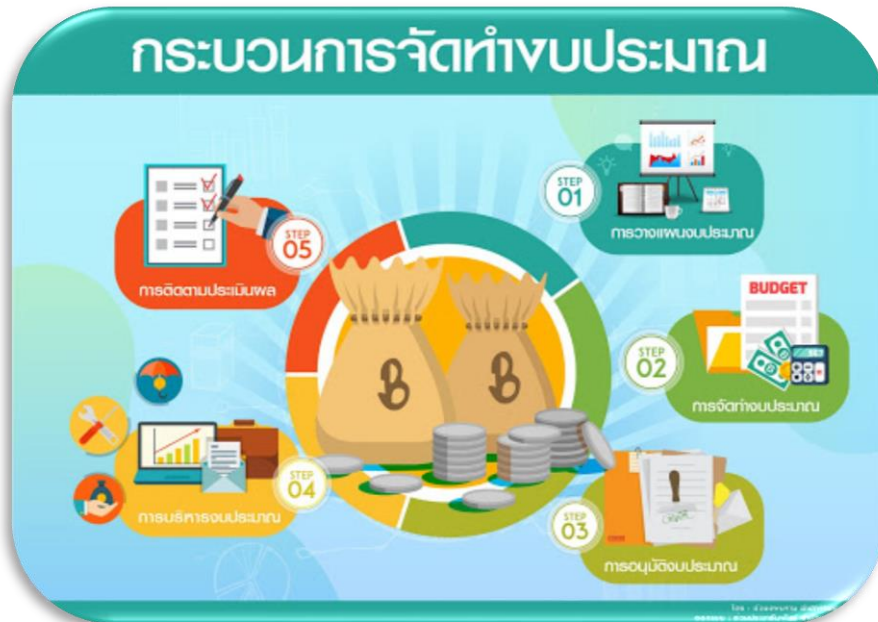 กระบวนการจัดทำงบประมาณ
STEP
01
การวางแผนงบประมาณ
BUDGET
STEP
02
การจัดทำงบประมาณ
STEP
03
การอนุมัติงบประมาณ
STEP
04
การบริหารงบประมาณ
STEP
05
การติดตามประเมินผล